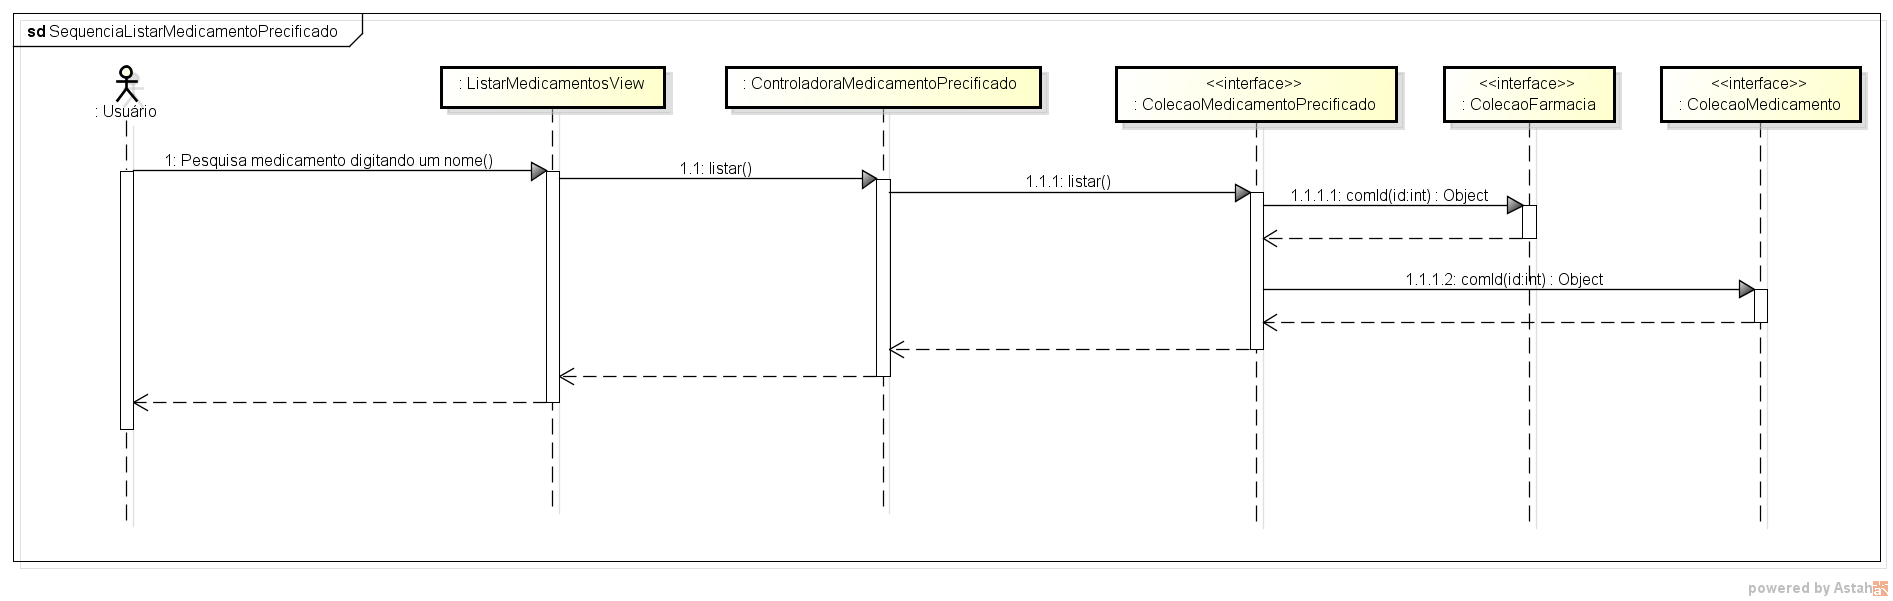 sd SequenciaListarMedicamentoPrecificado
: Usuário
: ListarMedicamentosView
: ControladoraMedicamentoPrecificado
<<interface>>
: ColecaoMedicamentoPrecificado
<<interface>>
: ColecaoFarmacia
<<interface>>
: ColecaoMedicamento
1: Pesquisa medicamento digitando um nome()
1.1: listar()
1.1.1: listar()
1.1.1.1: comId(id:int) : Object
1.1.1.2: comId(id:int) : Object
powered by Astah